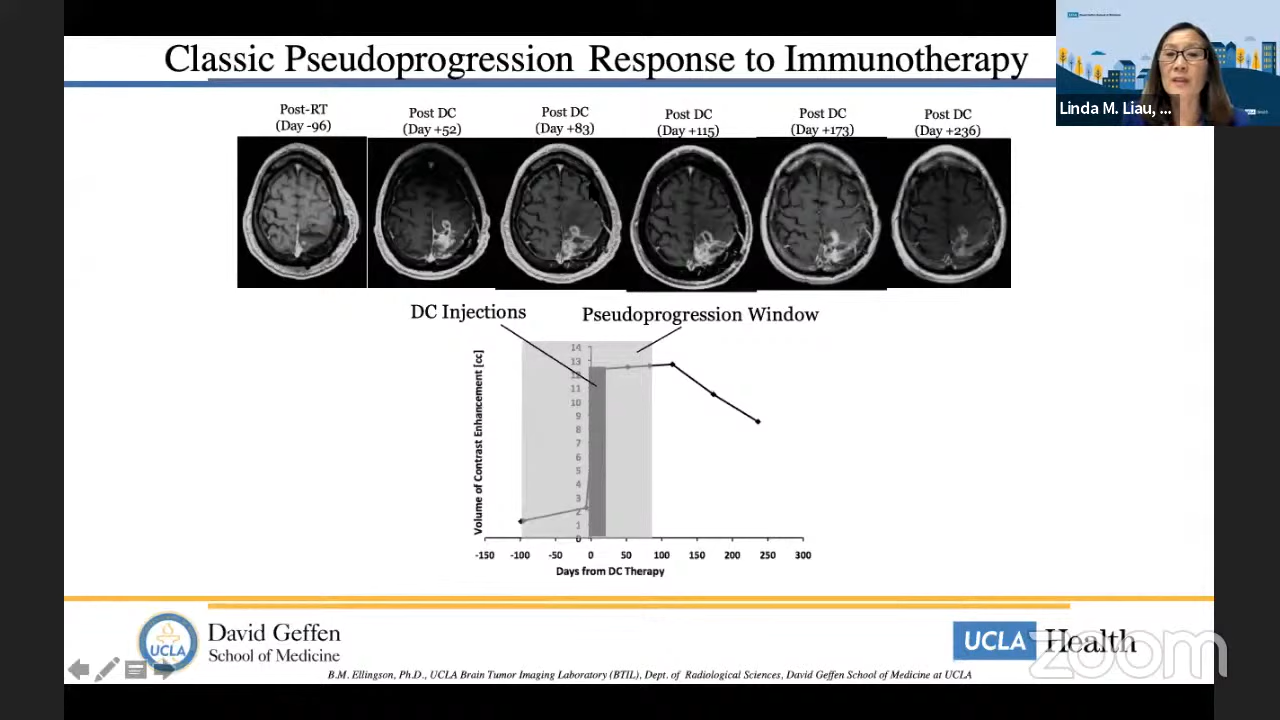 Classic Pseudoprogression Response to Immunotherapy
Linda M. Liau, ...
Post-RT
(Day -96)
Post DC
(Day +52)
Post DC
(Day +83)
Post DC
(Day +115)
Post DC
(Day +173)
Post DC
(Day +236)
DC Injections
Pseudoprogression Window
Volume of Contrast Enhancement [cc]
14
13
12
11
10
9
8
7
6
5
4
3
2
1
0
-150 -100 -50 0 50 100 150 200 250 300
Days from DC Therapy
UCLA
David Geffen
School of Medicine
UCLA Health
zoom
B.M. Ellingson, Ph.D., UCLA Brain Tumor Imaging Laboratory (BTIL), Dept. of Radiological Sciences, David Geffen School of Medicine at UCLA